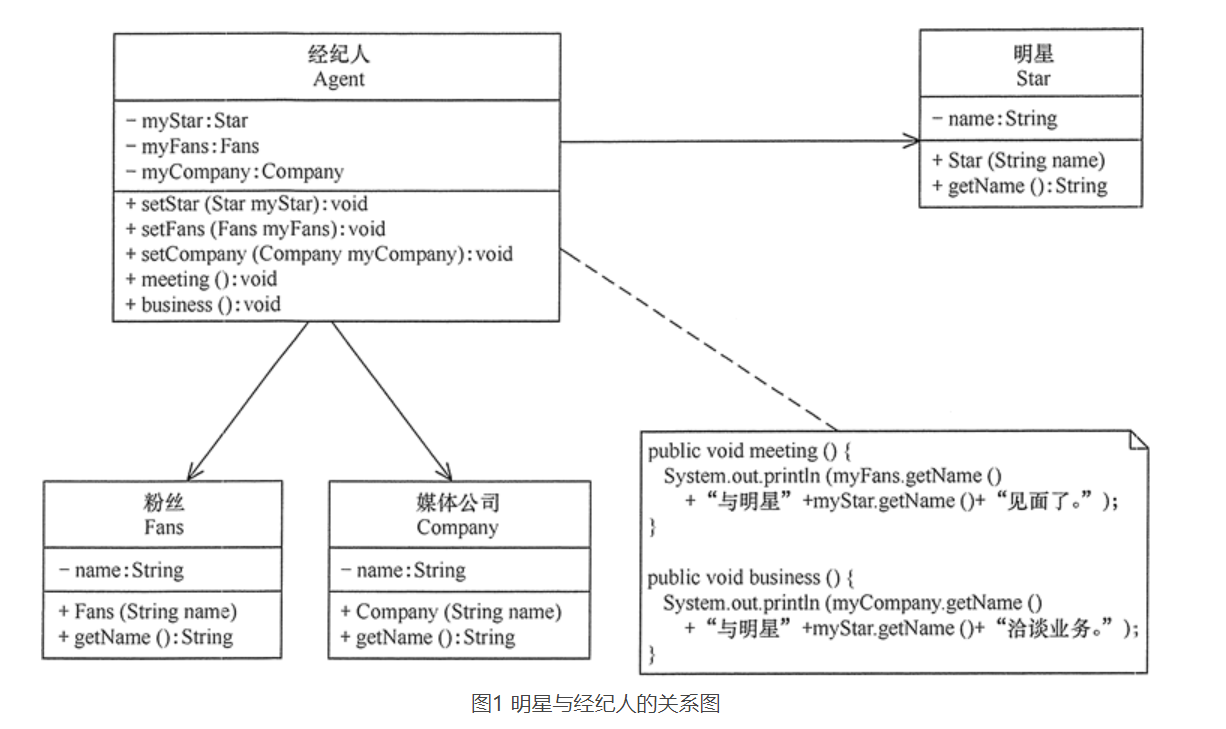 经纪人
Agent
- myStar:Star
- myFans:Fans
- myCompany:Company
+ setStar (Star myStar):void
+ setFans (Fans myFans):void
+ setCompany (Company myCompany):void
+ meeting ():void
+ business ():void
明星
Star
- name:String
+ Star (String name)
+ getName ():String
粉丝
Fans
- name:String
+ Fans (String name)
+ getName ():String
媒体公司
Company
- name:String
+ Company (String name)
+ getName ():String
public void meeting () {
System.out.println (myFans.getName ()
+ “与明星” +myStar.getName ()+ “见面了。” );
}
public void business () {
System.out.println (myCompany.getName ()
+ “与明星” +myStar.getName ()+ “洽谈业务。” );
}
图1 明星与经纪人的关系图